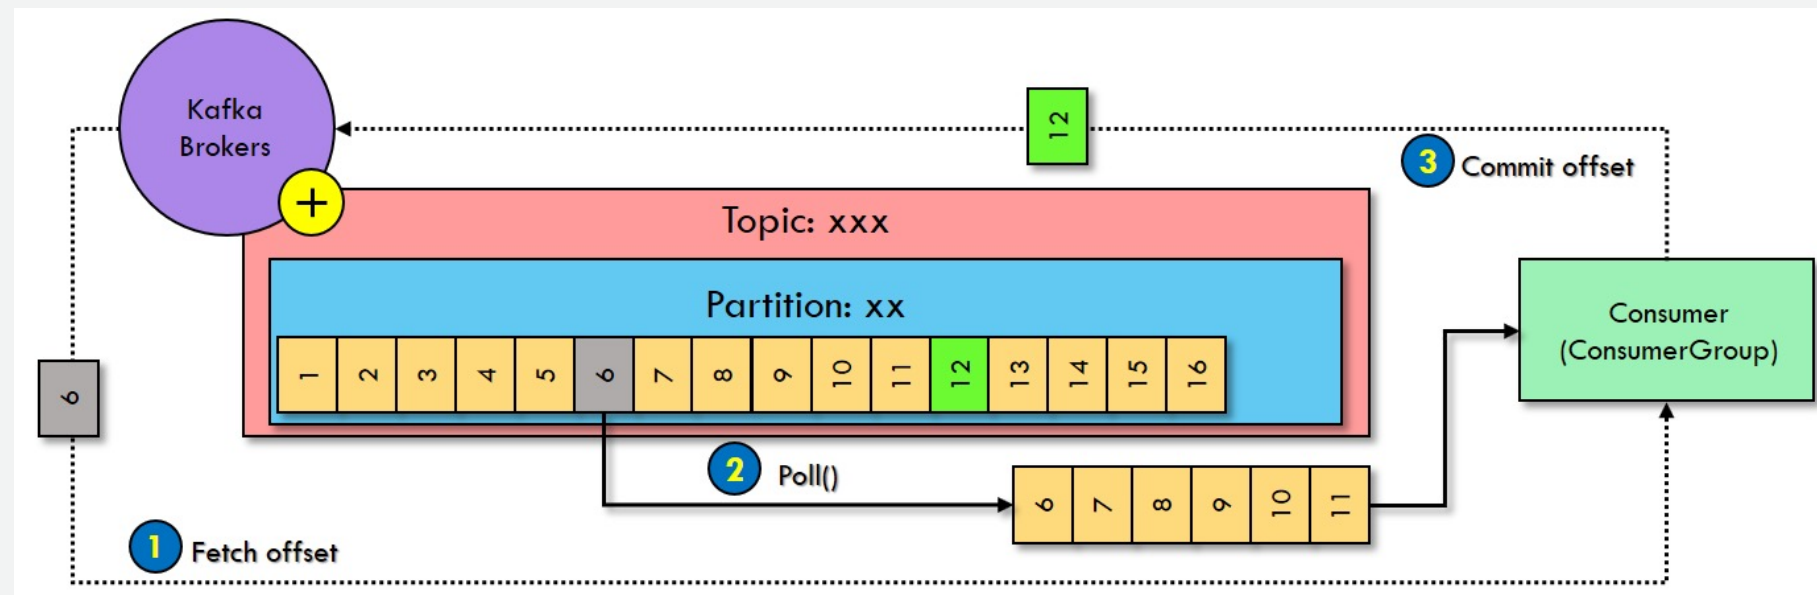 Kafka
Brokers
12
3 Commit offset
+
Topic: xxx
Partition: xx
1 2 3 4 5 6 7 8 9 10 11 12 13 14 15 16
Consumer
(ConsumerGroup)
6
2 Poll()
6 7 8 9 10 11
1 Fetch offset